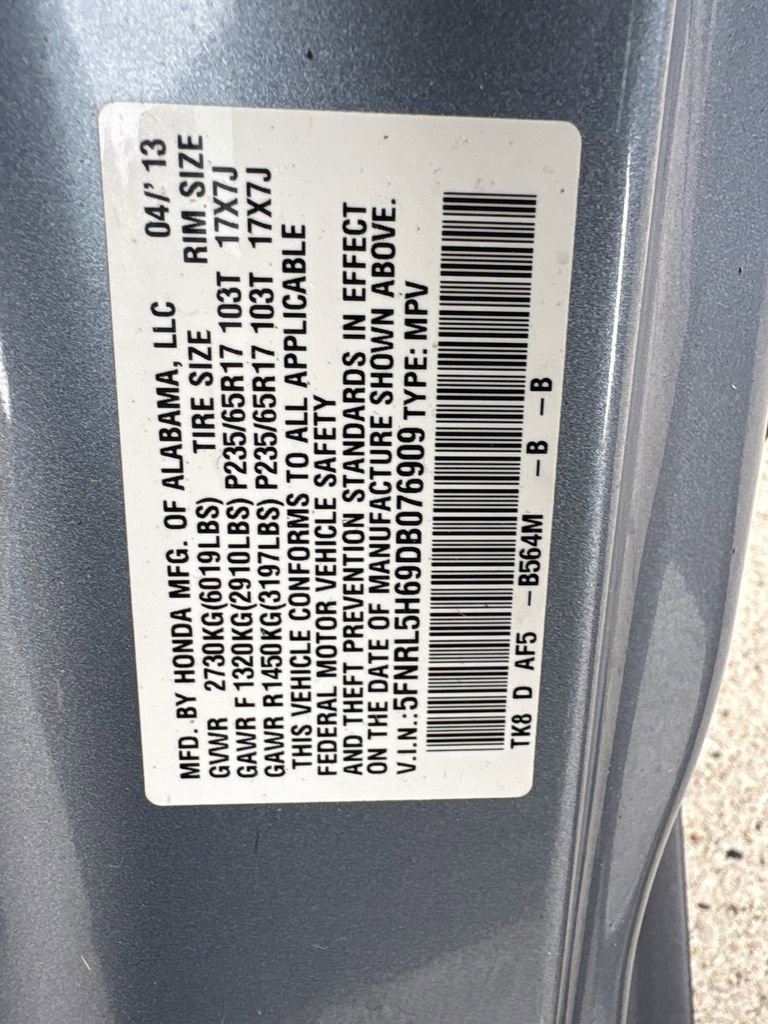 MFD. BY HONDA MFG. OF ALABAMA, LLC 04/' 13
GVWR 2730KG(6019LBS) TIRE SIZE RIM SIZE
GAWR F 1320KG(2910LBS) P235/65R17 103T 17X7J
GAWR R1450KG(3197LBS) P235/65R17 103T 17X7J
THIS VEHICLE CONFORMS TO ALL APPLICABLE
FEDERAL MOTOR VEHICLE SAFETY
AND THEFT PREVENTION STANDARDS IN EFFECT
ON THE DATE OF MANUFACTURE SHOWN ABOVE.
V.I.N.:5FNRL5H69DB076909 TYPE: MPV
TK8 D AF5 –B564M –B –B